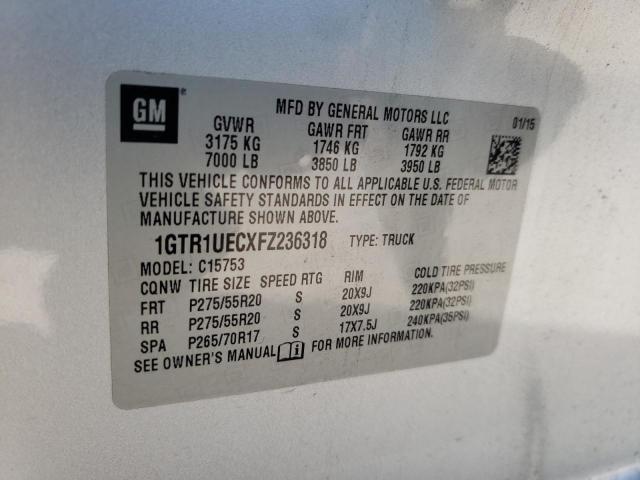 GM
MFD BY GENERAL MOTORS LLC
01/15
GVWR GAWR FRT GAWR RR
3175 KG 1746 KG 1792 KG
7000 LB 3850 LB 3950 LB
THIS VEHICLE CONFORMS TO ALL APPLICABLE U.S. FEDERAL MOTOR
VEHICLE SAFETY STANDARDS IN EFFECT ON THE DATE OF
MANUFACTURE SHOWN ABOVE.
1GTR1UECXFZ236318 TYPE: TRUCK
MODEL: C15753
CQNW TIRE SIZE SPEED RTG RIM COLD TIRE PRESSURE
FRT P275/55R20 S 20X9J 220KPA(32PSI)
RR P275/55R20 S 20X9J 220KPA(32PSI)
SPA P265/70R17 S 17X7.5J 240KPA(35PSI)
SEE OWNER'S MANUAL FOR MORE INFORMATION.